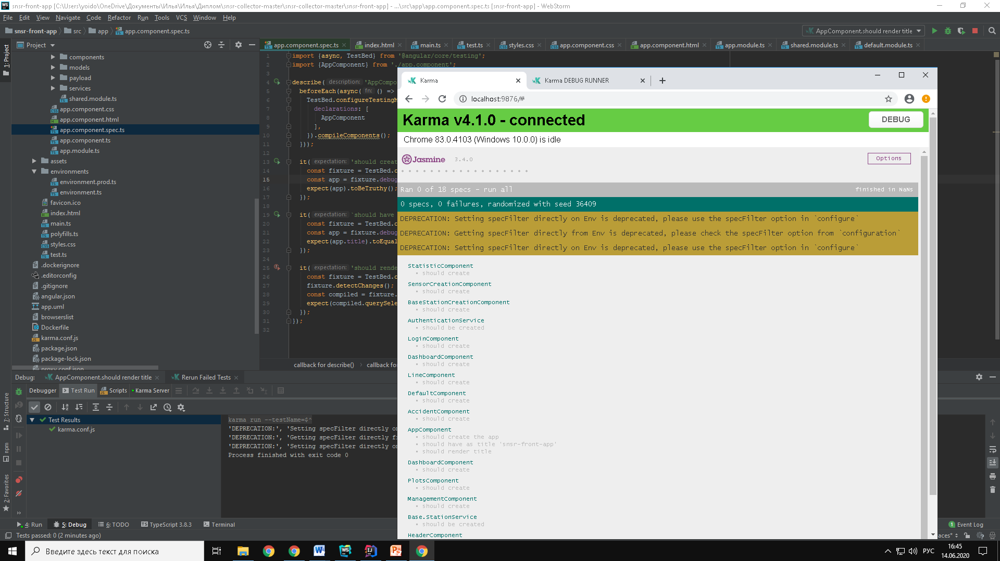 snsr-front-app [C:\Users\yoido\OneDrive\Документы\Илья\Илья\Диплом\snsr-collector-master\snsr-collector-master\snsr-front-app] - ...\src\app\app.component.spec.ts [snsr-front-app] - WebStorm
File Edit View Navigate Code Refactor Run Tools VCS Window Help
snsr-front-app src app app.component.spec.ts
AppComponent.should render title
1: Project
Project
components
models
payload
services
shared.module.ts
app.component.css
app.component.html
app.component.spec.ts
app.component.ts
app.module.ts
assets
environments
environment.prod.ts
environment.ts
favicon.ico
index.html
main.ts
polyfills.ts
styles.css
test.ts
.dockerignore
.editorconfig
.gitignore
angular.json
app.uml
browserslist
Dockerfile
karma.conf.js
package.json
package-lock.json
proxy.conf.json
app.component.spec.ts index.html main.ts test.ts styles.css app.component.css app.component.html app.module.ts shared.module.ts default.module.ts
1 import {async, TestBed} from '@angular/core/testing';
2 import {AppComponent} from './app.component';
3
4 describe( description: 'AppCompo
5 beforeEach(async( fn: () =>
6 TestBed.configureTestingM
7 declarations: [
8 AppComponent
9 ],
10 }).compileComponents();
11 }));
12
13 it( expectation: 'should creat
14 const fixture = TestBed.c
15 const app = fixture.debug
16 expect(app).toBeTruthy();
17 });
18
19 it( expectation: `should have
20 const fixture = TestBed.c
21 const app = fixture.debug
22 expect(app.title).toEqual
23 });
24
25 it( expectation: 'should rende
26 const fixture = TestBed.c
27 fixture.detectChanges();
28 const compiled = fixture.
29 expect(compiled.querySele
30 });
31 });
32
callback for describe() callback fo
Karma
Karma DEBUG RUNNER
localhost:9876/#
Karma v4.1.0 - connected
DEBUG
Chrome 83.0.4103 (Windows 10.0.0) is idle
Jasmine 3.4.0
Options
Ran 0 of 18 specs - run all
finished in NaNs
0 specs, 0 failures, randomized with seed 36409
DEPRECATION: Setting specFilter directly on Env is deprecated, please use the specFilter option in `configure`
DEPRECATION: Getting specFilter directly from Env is deprecated, please check the specFilter option from `configuration`
DEPRECATION: Setting specFilter directly on Env is deprecated, please use the specFilter option in `configure`
StatisticComponent
• should create
SensorCreationComponent
• should create
BaseStationCreationComponent
• should create
AuthenticationService
• should be created
LoginComponent
• should create
DashboardComponent
• should create
LineComponent
• should create
DefaultComponent
• should create
AccidentComponent
• should create
AppComponent
• should create the app
• should have as title 'snsr-front-app'
• should render title
DashboardComponent
• should create
PlotsComponent
• should create
ManagementComponent
• should create
Base.StationService
• should be created
HeaderComponent
Debug: AppComponent.should render title Rerun Failed Tests
Debugger Test Run Scripts Karma Server
Test Results
karma.conf.js
karma run --testName=$^
'DEPRECATION:', 'Setting specFilter directly on
'DEPRECATION:', 'Getting specFilter directly f
'DEPRECATION:', 'Setting specFilter directly on
Process finished with exit code 0
7: Structure
npm
2: Favorites
4: Run 5: Debug 6: TODO TypeScript 3.8.3 Terminal
1 Event Log
Tests passed: 0 (2 minutes ago)
aces*
Введите здесь текст для поиска
РУС
16:45
14.06.2020